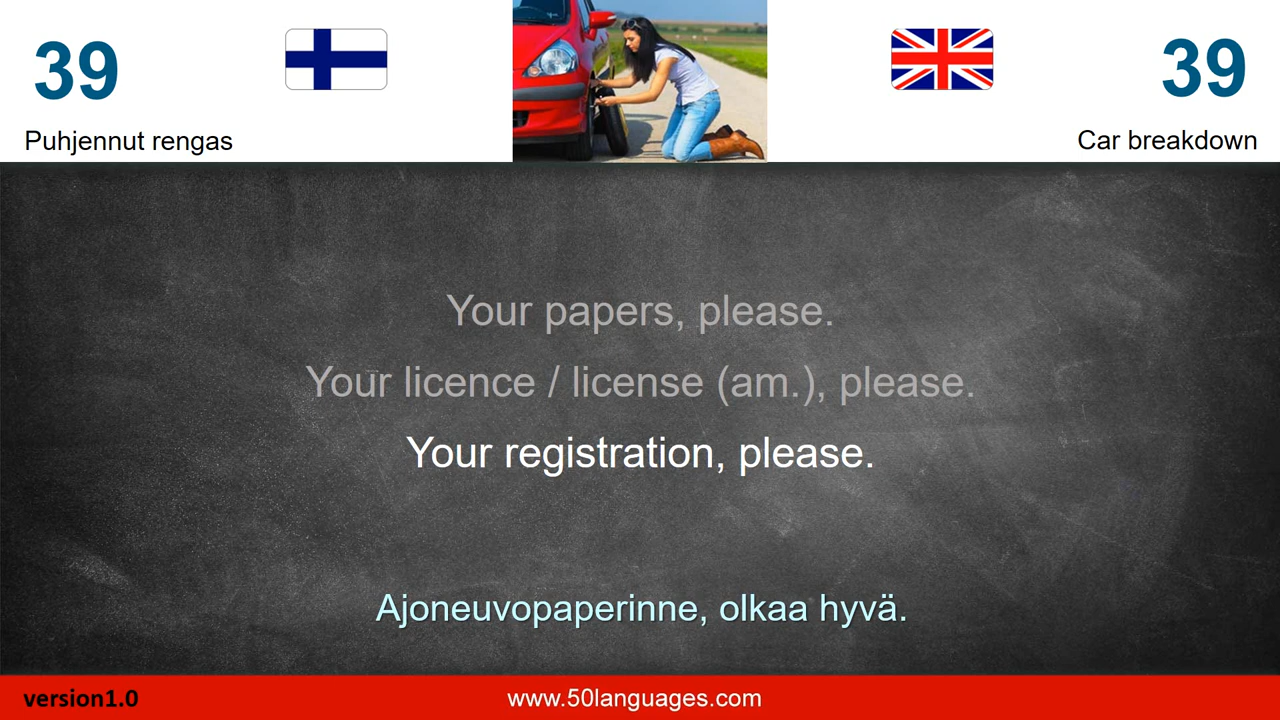 39
39
Puhjennut rengas
Car breakdown
Your papers, please.
Your licence / license (am.), please.
Your registration, please.
Ajoneuvopaperinne, olkaa hyvä.
version1.0
www.50languages.com